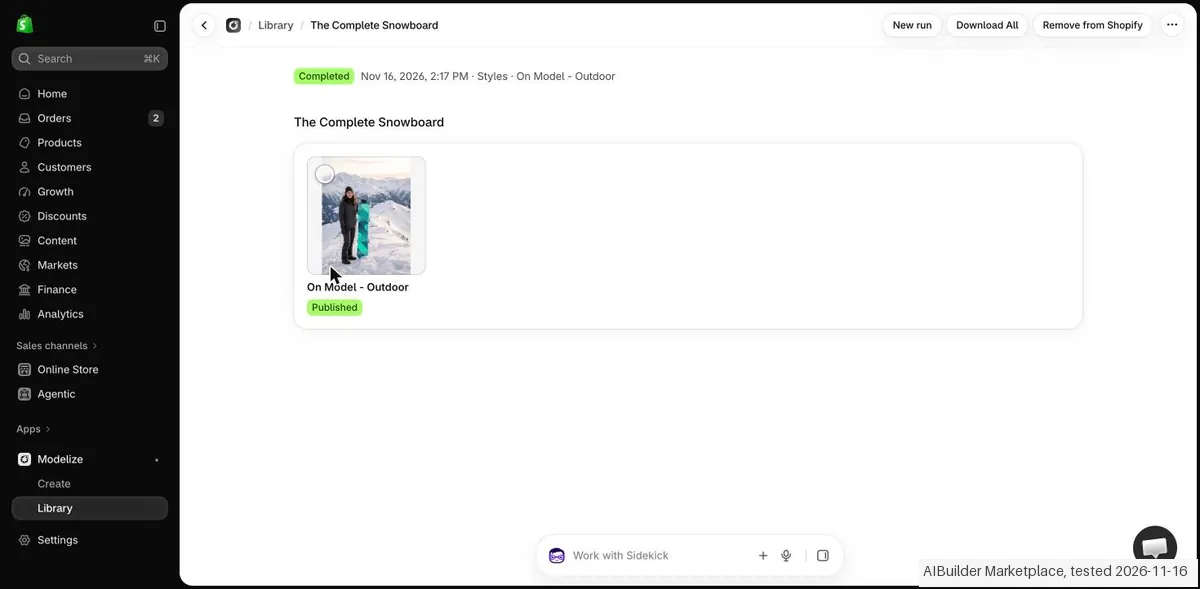 Library / The Complete Snowboard
New run
Download All
Remove from Shopify
Search ⌘K
Home
Orders 2
Products
Customers
Growth
Discounts
Content
Markets
Finance
Analytics
Sales channels
Online Store
Agentic
Apps
Modelize
Create
Library
Settings
Completed Nov 16, 2026, 2:17 PM · Styles · On Model - Outdoor
The Complete Snowboard
On Model - Outdoor
Published
Work with Sidekick
AIBuilder Marketplace, tested 2026-11-16